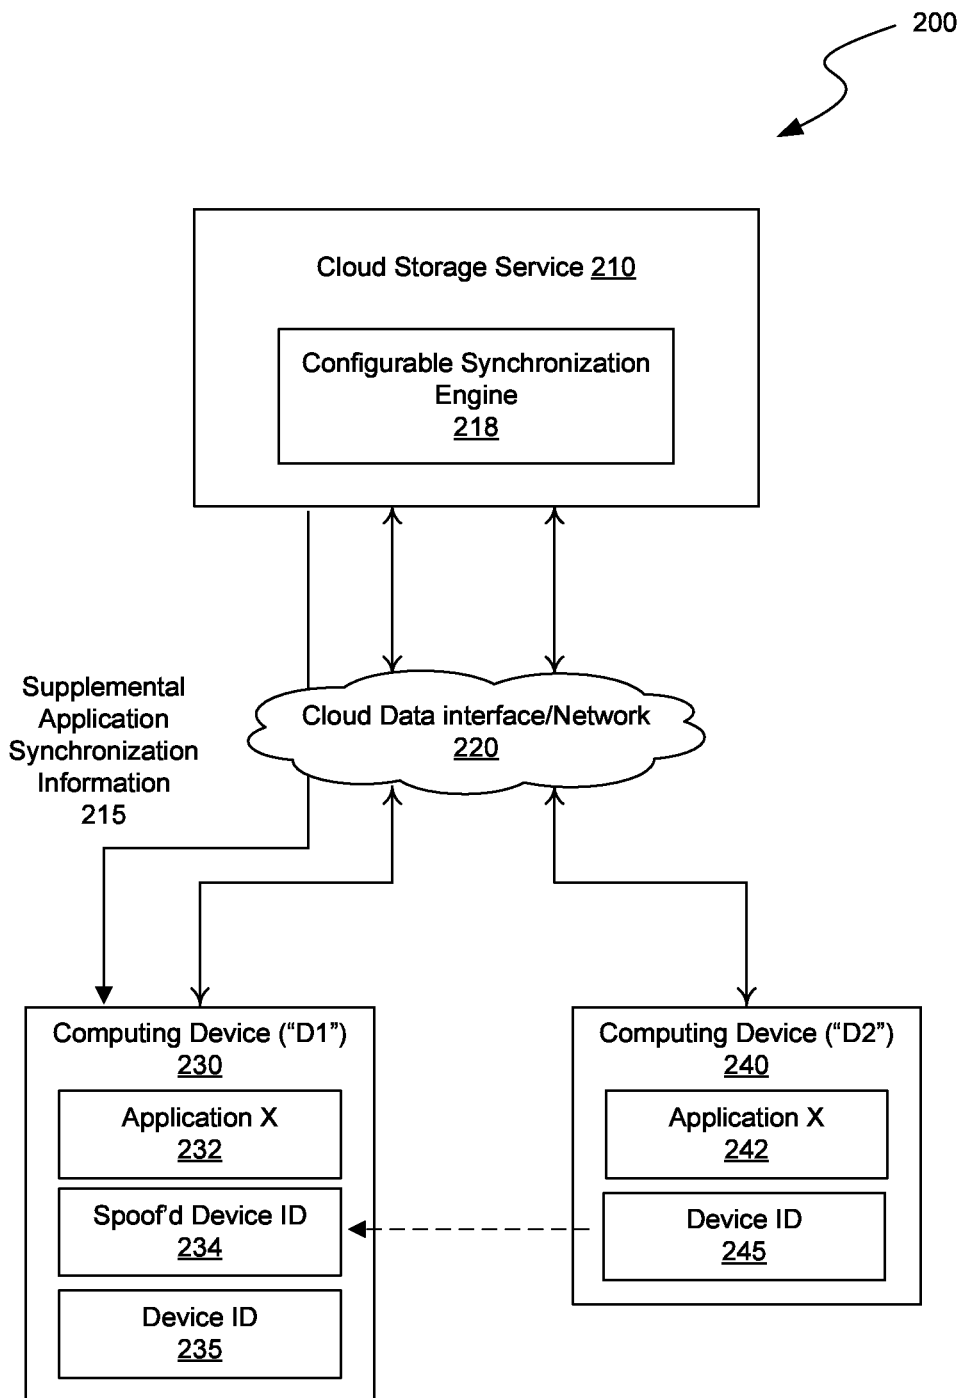 200
Cloud Storage Service 210
Configurable Synchronization
Engine
218
Supplemental
Application
Synchronization
Information
215
Cloud Data interface/Network
220
Computing Device (“D1”)
230
Application X
232
Spoof’d Device ID
234
Device ID
235
Computing Device (“D2”)
240
Application X
242
Device ID
245